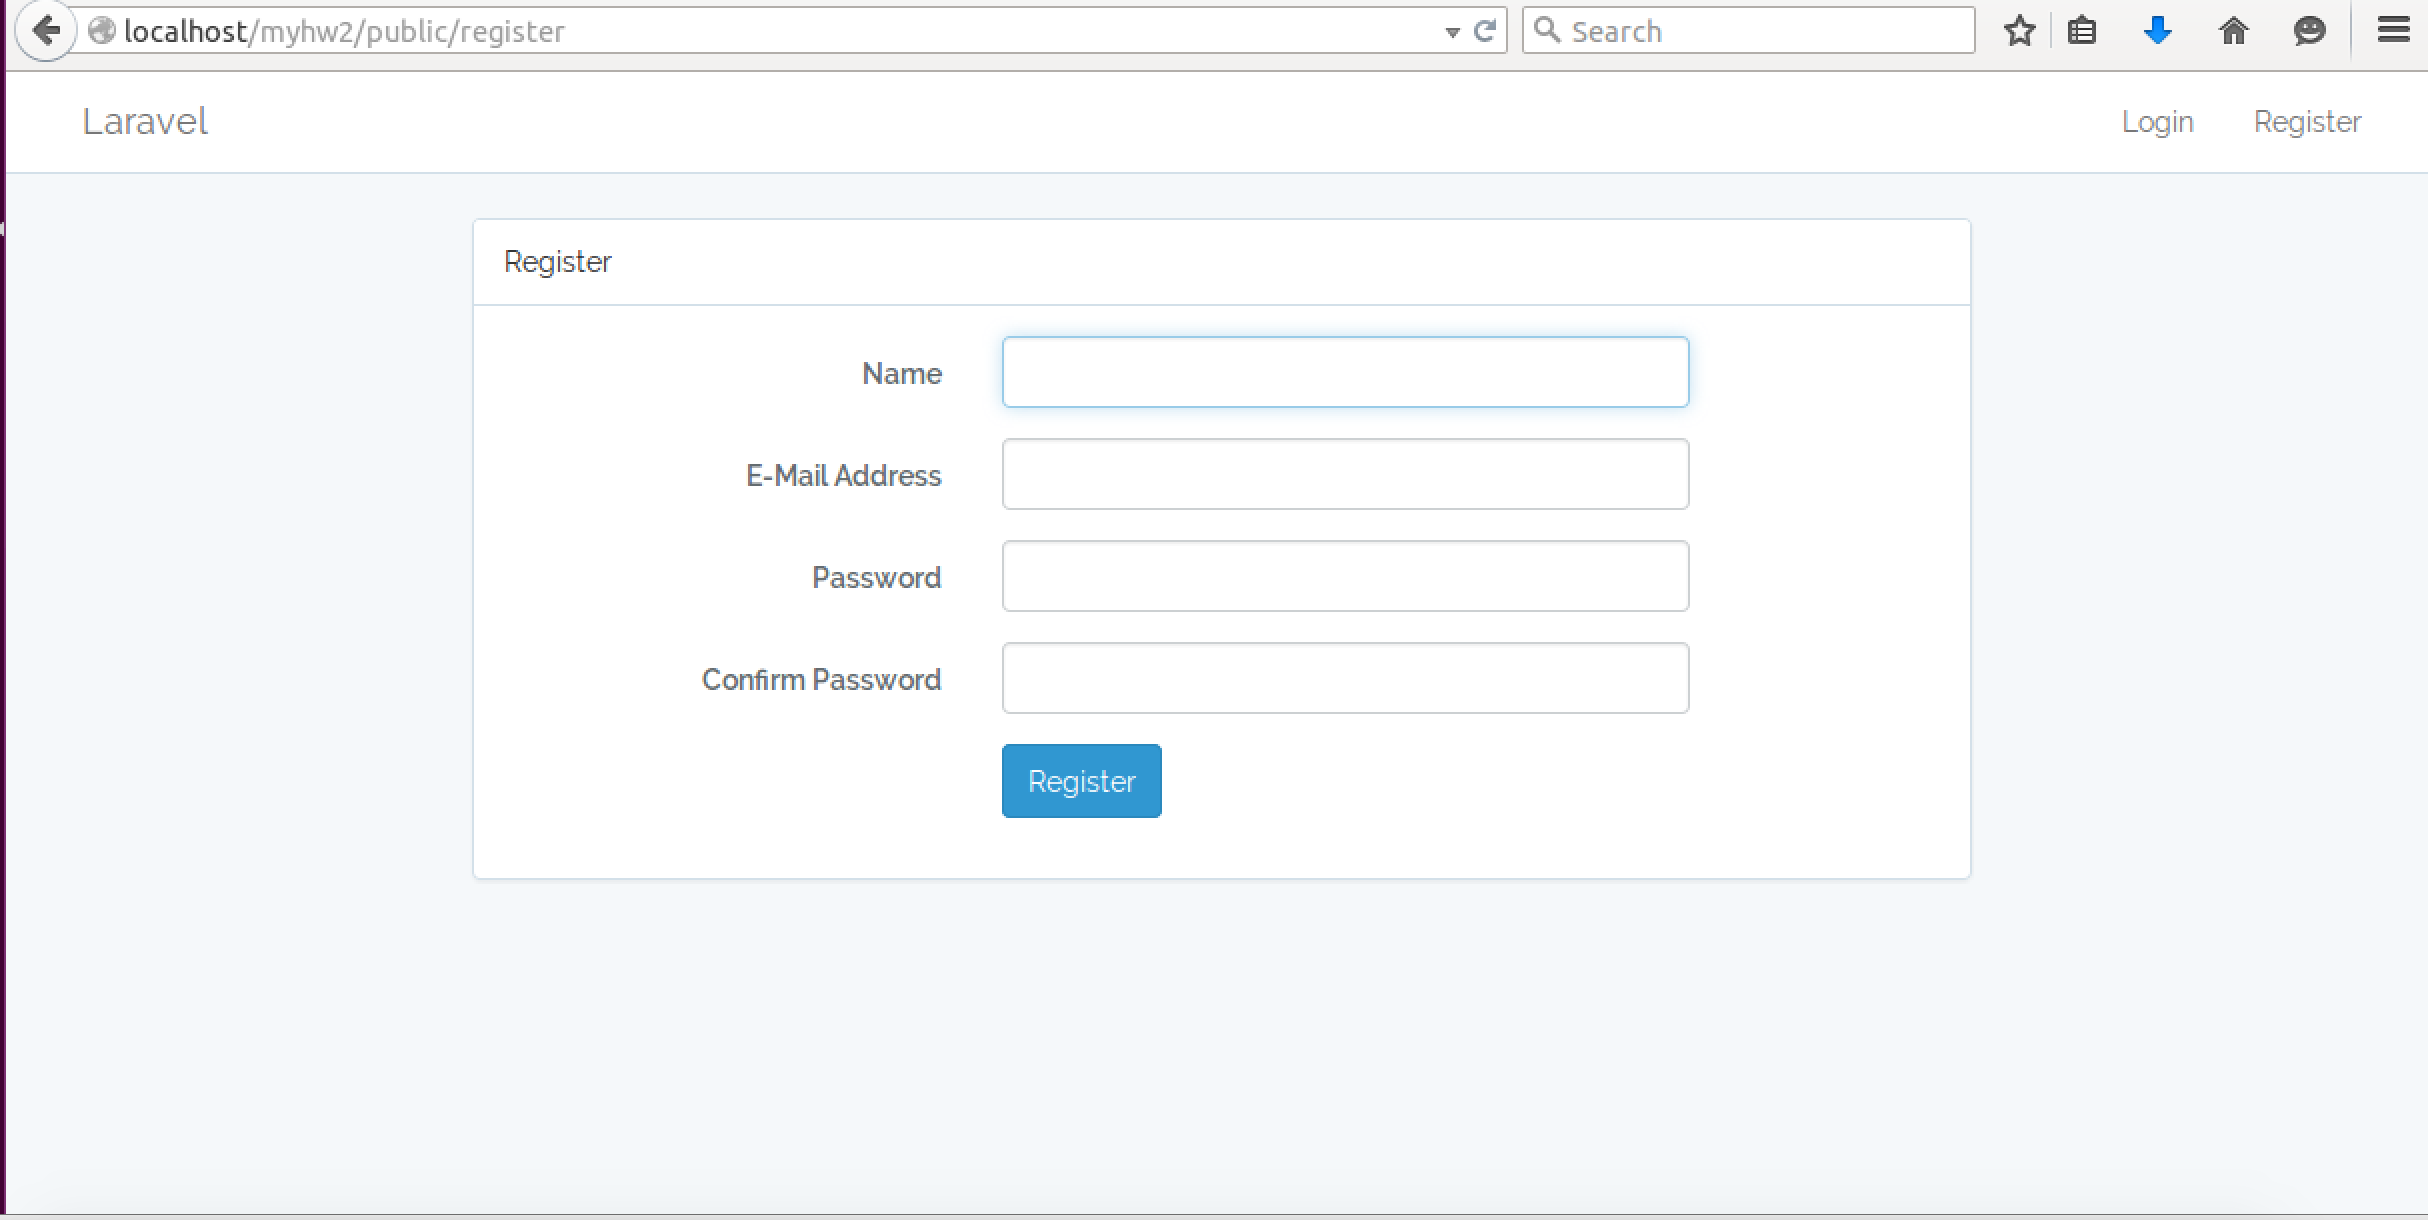 localhost/myhw2/public/register
Search
Laravel
Login
Register
Register
Name
E-Mail Address
Password
Confirm Password
Register